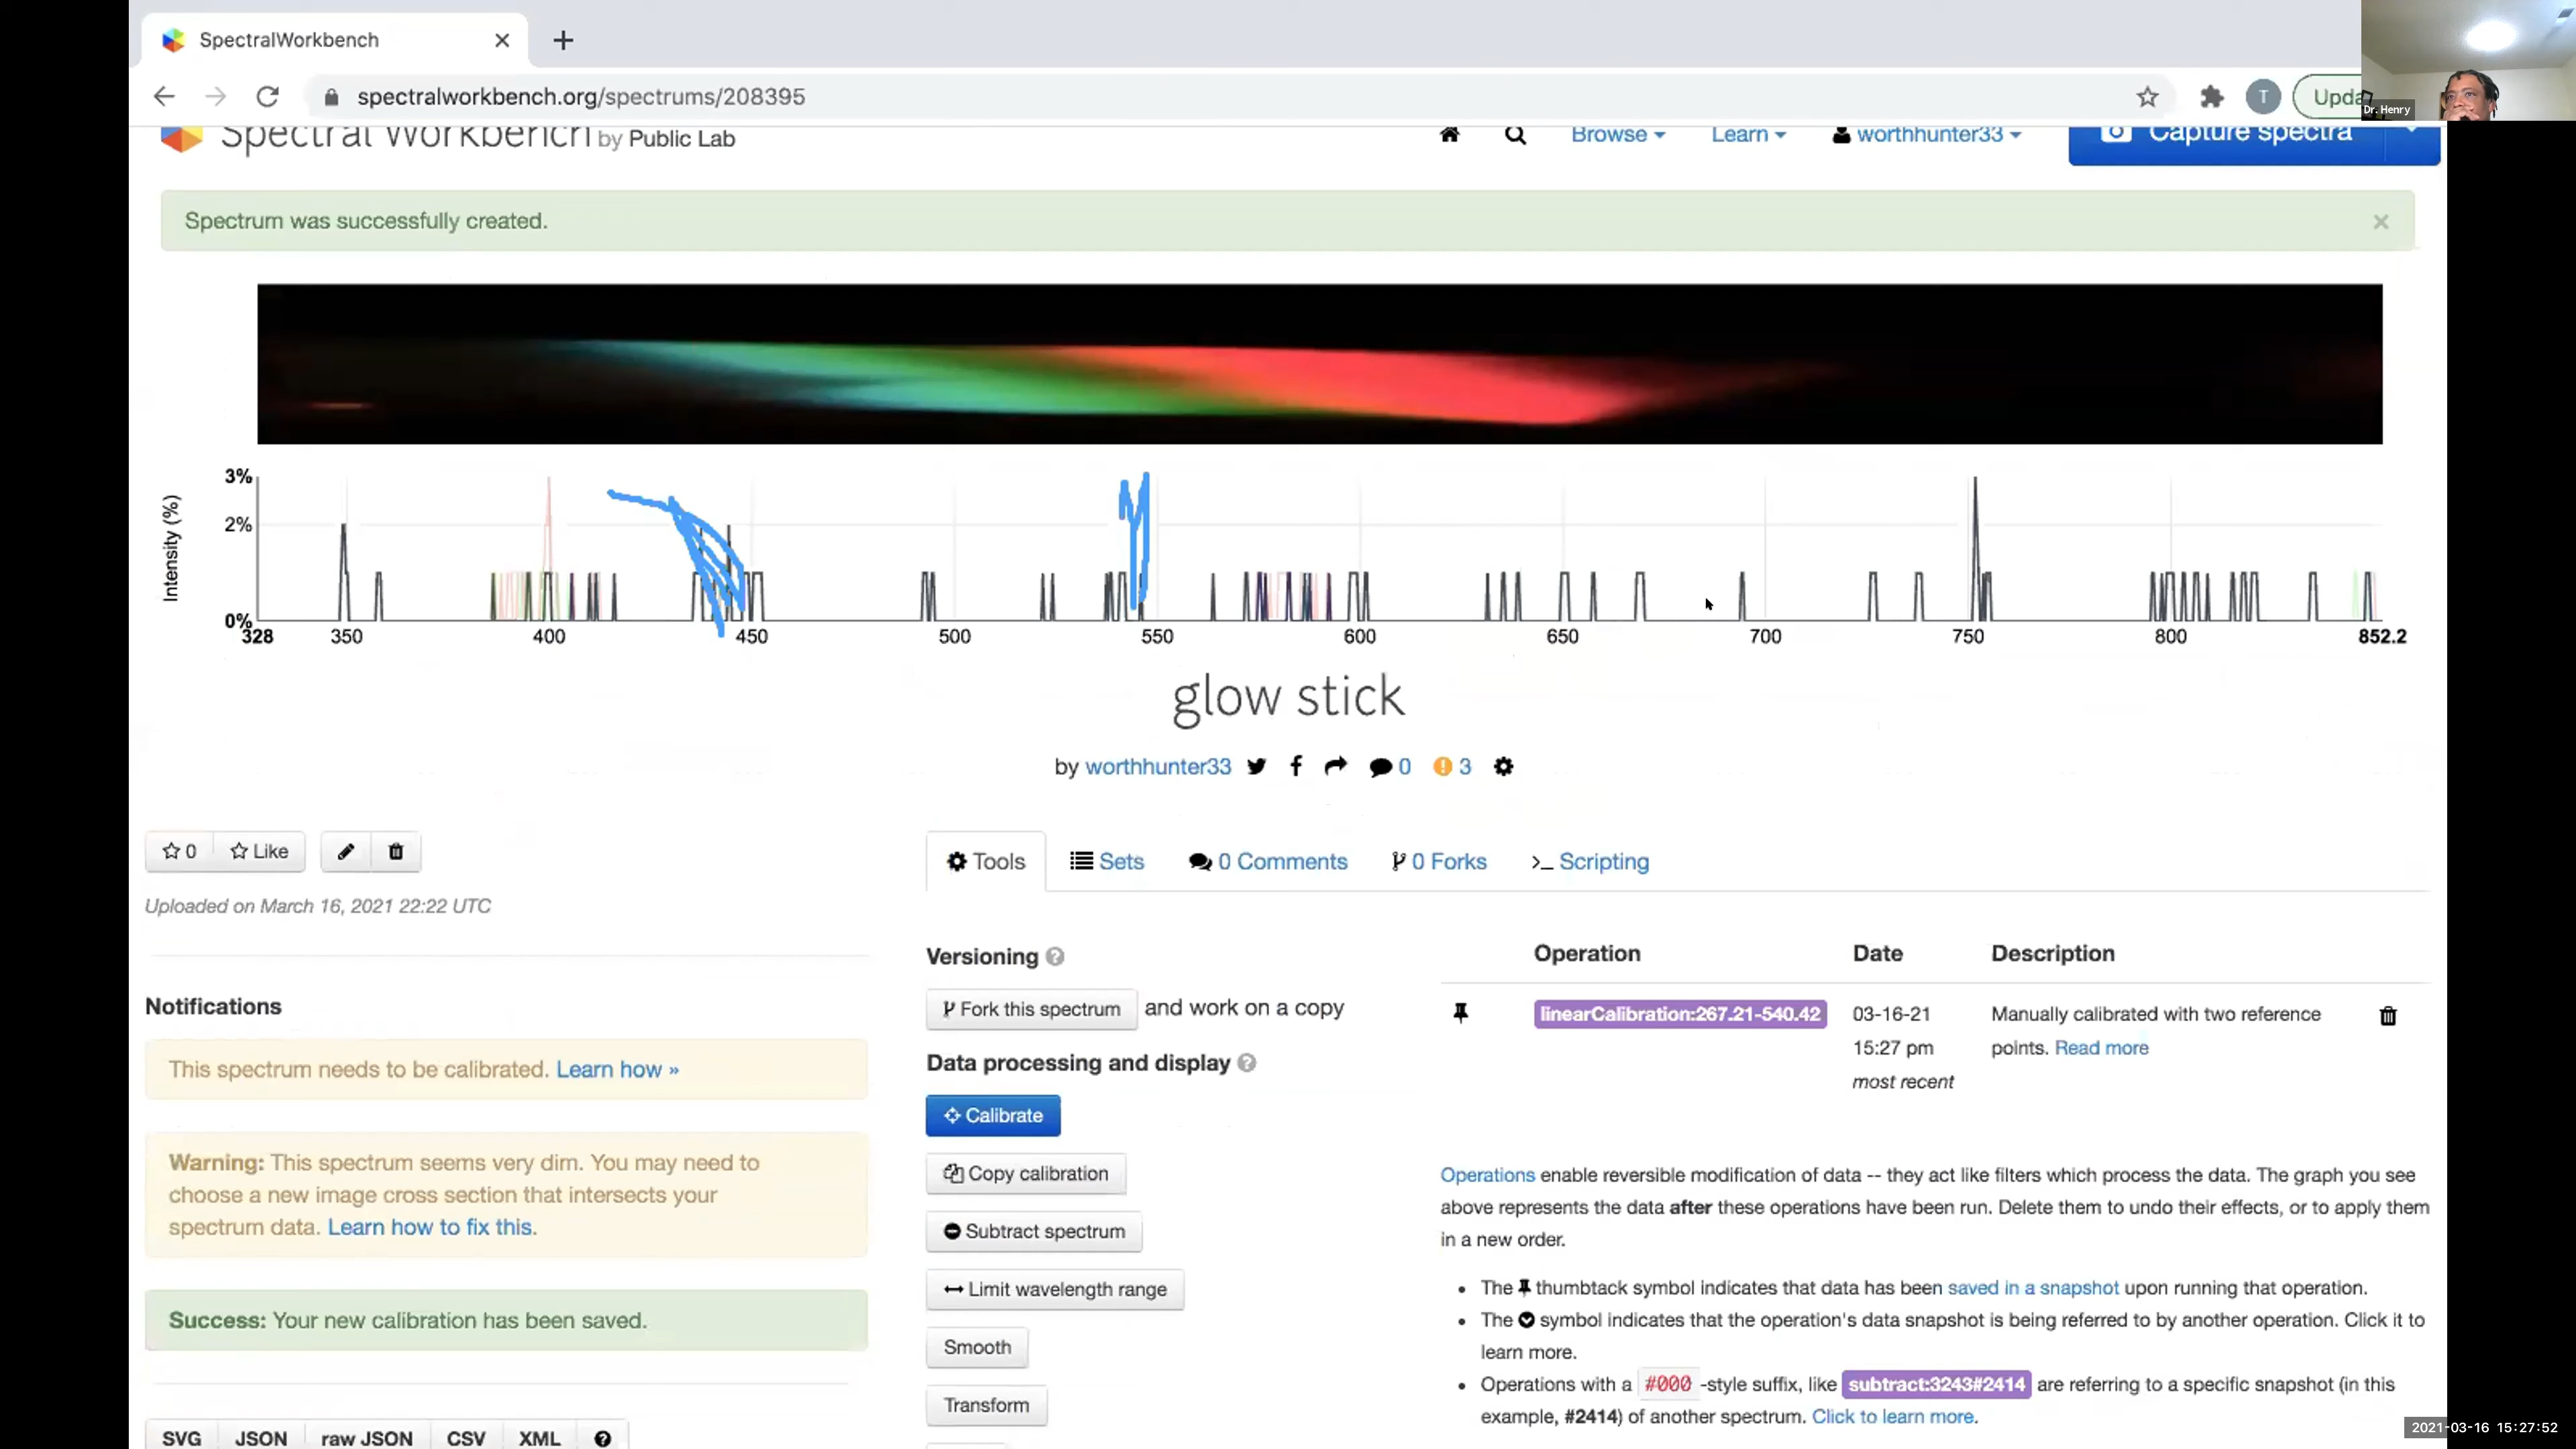 SpectralWorkbench
spectralworkbench.org/spectrums/208395
T
Upda
Dr. Henry
Spectral Workbench by Public Lab
Browse
Learn
worthhunter33
Capture spectra
Spectrum was successfully created.
×
Intensity (%)
3%
2%
0%
328 350 400 450 500 550 600 650 700 750 800 852.2
glow stick
by worthhunter33 0 3
0 Like
Uploaded on March 16, 2021 22:22 UTC
Tools Sets 0 Comments 0 Forks >_ Scripting
Notifications
This spectrum needs to be calibrated. Learn how »
Warning: This spectrum seems very dim. You may need to
choose a new image cross section that intersects your
spectrum data. Learn how to fix this.
Success: Your new calibration has been saved.
SVG JSON raw JSON CSV XML ?
Versioning ?
Fork this spectrum and work on a copy
Data processing and display ?
Calibrate
Copy calibration
Subtract spectrum
Limit wavelength range
Smooth
Transform
Operation Date Description
linearCalibration:267.21-540.42 03-16-21 Manually calibrated with two reference
15:27 pm points. Read more
most recent
Operations enable reversible modification of data -- they act like filters which process the data. The graph you see
above represents the data after these operations have been run. Delete them to undo their effects, or to apply them
in a new order.
• The thumbtack symbol indicates that data has been saved in a snapshot upon running that operation.
• The symbol indicates that the operation's data snapshot is being referred to by another operation. Click it to
learn more.
• Operations with a #000 -style suffix, like subtract:3243#2414 are referring to a specific snapshot (in this
example, #2414) of another spectrum. Click to learn more.
2021-03-16 15:27:52